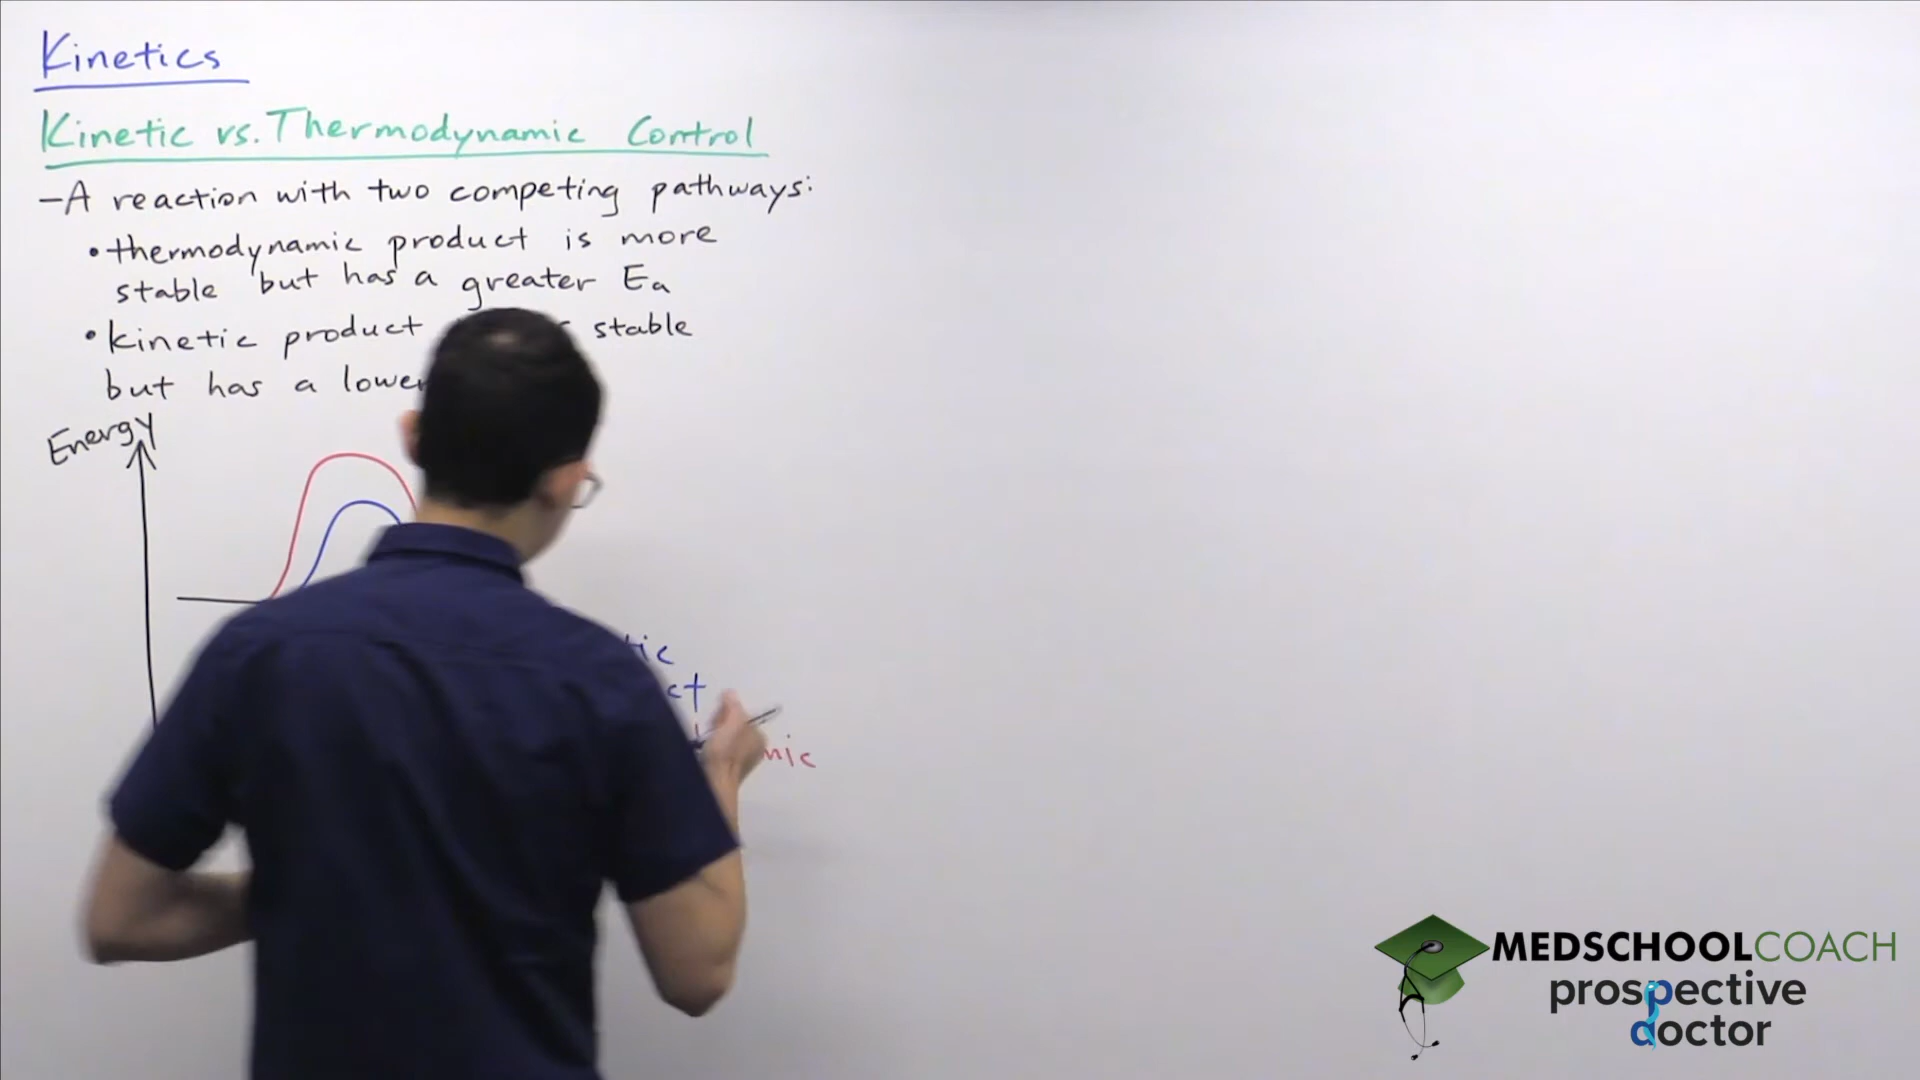 Kinetics
Kinetic vs. Thermodynamic Control
– A reaction with two competing pathways:
• thermodynamic product is more
stable but has a greater Ea
• kinetic product stable
but has a lower
Energy
MEDSCHOOLCOACH
prospective
doctor